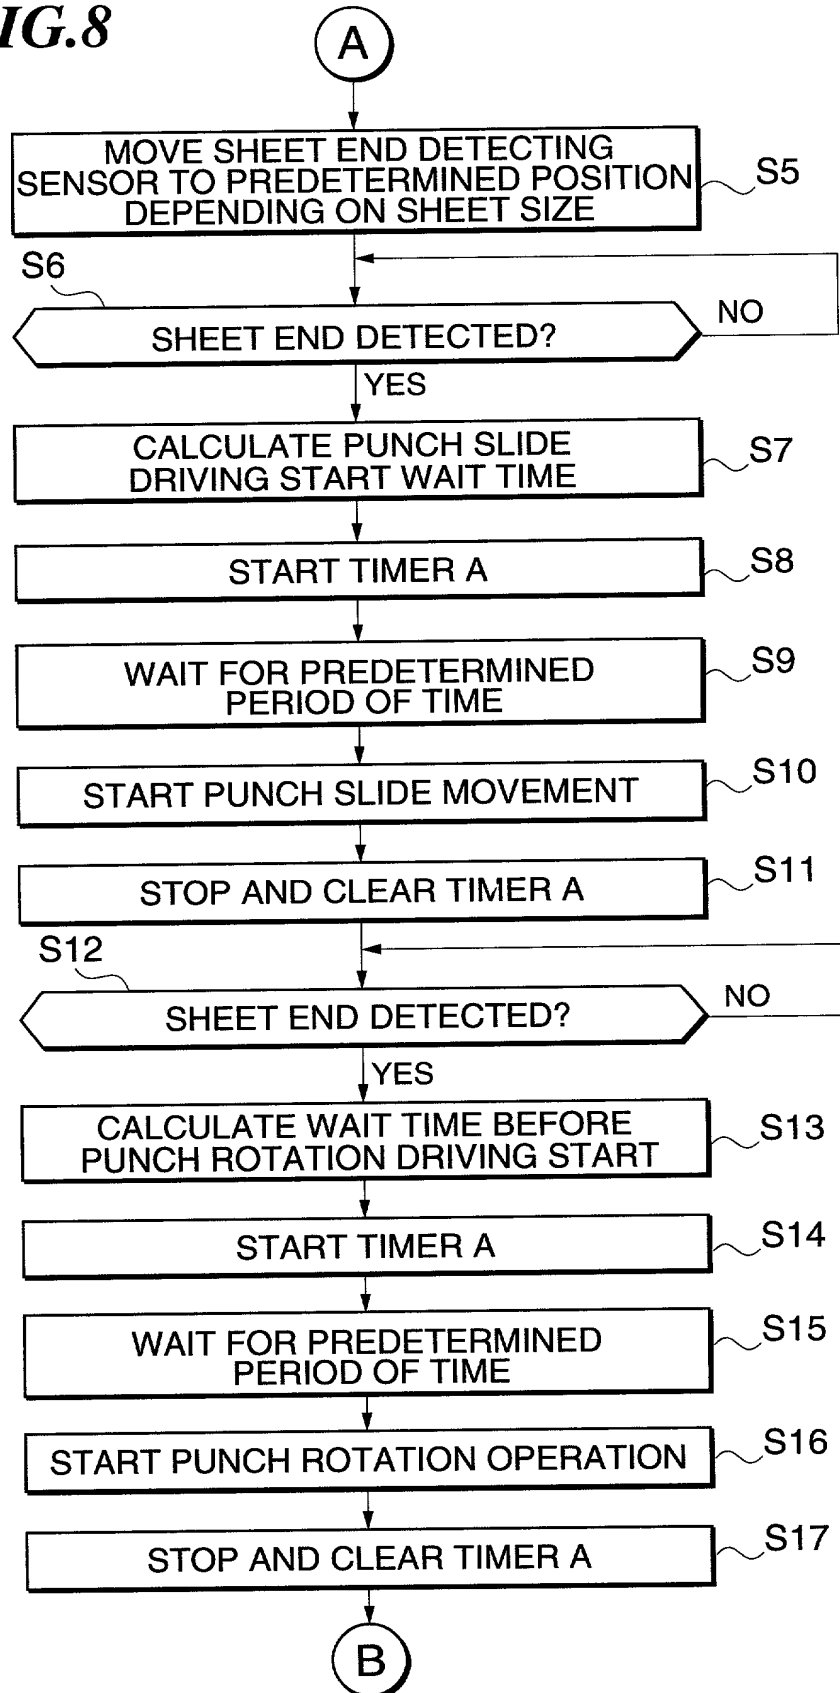 IG.8
A
MOVE SHEET END DETECTING
SENSOR TO PREDETERMINED POSITION
DEPENDING ON SHEET SIZE
S5
S6
SHEET END DETECTED?
NO
YES
CALCULATE PUNCH SLIDE
DRIVING START WAIT TIME
S7
START TIMER A
S8
WAIT FOR PREDETERMINED
PERIOD OF TIME
S9
START PUNCH SLIDE MOVEMENT
S10
STOP AND CLEAR TIMER A
S11
S12
SHEET END DETECTED?
NO
YES
CALCULATE WAIT TIME BEFORE
PUNCH ROTATION DRIVING START
S13
START TIMER A
S14
WAIT FOR PREDETERMINED
PERIOD OF TIME
S15
START PUNCH ROTATION OPERATION
S16
STOP AND CLEAR TIMER A
S17
B